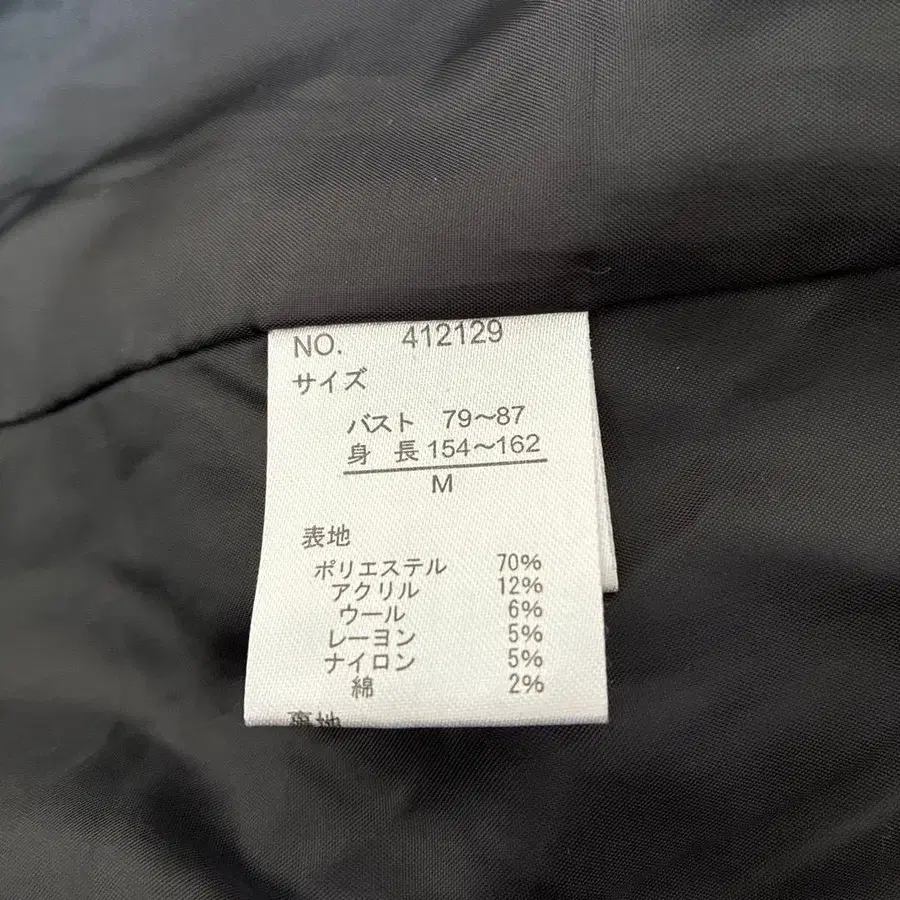 NO. 412129
サイズ
バスト 79～87
身 長 154～162
M
表地
ポリエステル 70%
アクリル 12%
ウール 6%
レーヨン 5%
ナイロン 5%
綿 2%
裏地